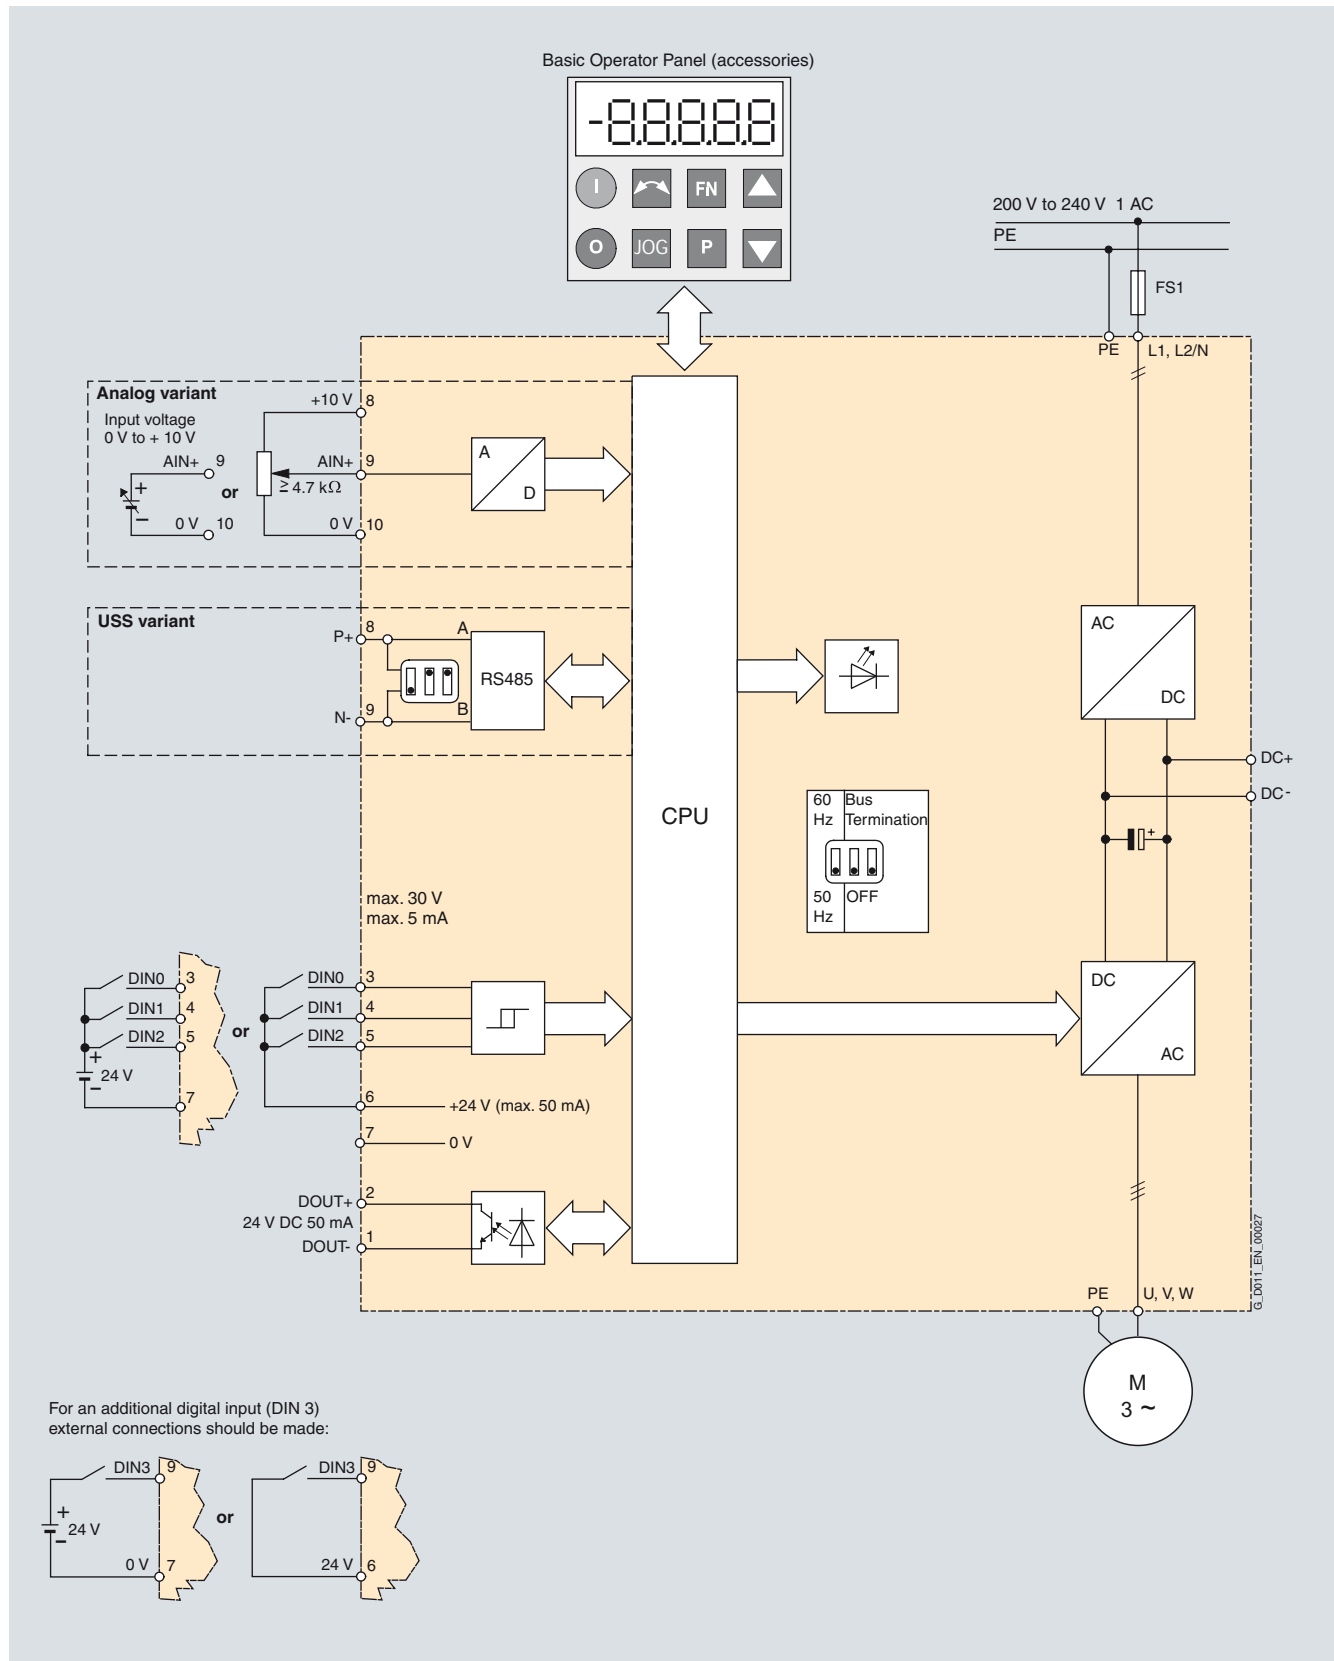 Basic Operator Panel (accessories)
-8.8.8.8.8
I
FN
O
JOG
P
200 V to 240 V 1 AC
PE
FS1
PE
L1, L2/N
Analog variant
Input voltage
0 V to + 10 V
AIN+ 9
+
−
0 V 10
or
+10 V 8
AIN+ 9
≥ 4.7 kΩ
0 V 10
A
D
USS variant
P+ 8
A
RS485
N- 9
B
CPU
AC
DC
DC+
DC-
+
60 Hz
Bus Termination
50 Hz
OFF
max. 30 V
max. 5 mA
DIN0 3
DIN1 4
DIN2 5
+
24 V
−
7
or
DIN0 3
DIN1 4
DIN2 5
6
+24 V (max. 50 mA)
7
0 V
DC
AC
DOUT+ 2
24 V DC 50 mA
DOUT- 1
G_D011_EN_00027
PE
U, V, W
M
3 ~
For an additional digital input (DIN 3)
external connections should be made:
DIN3 9
+
24 V
−
0 V 7
or
DIN3 9
24 V 6